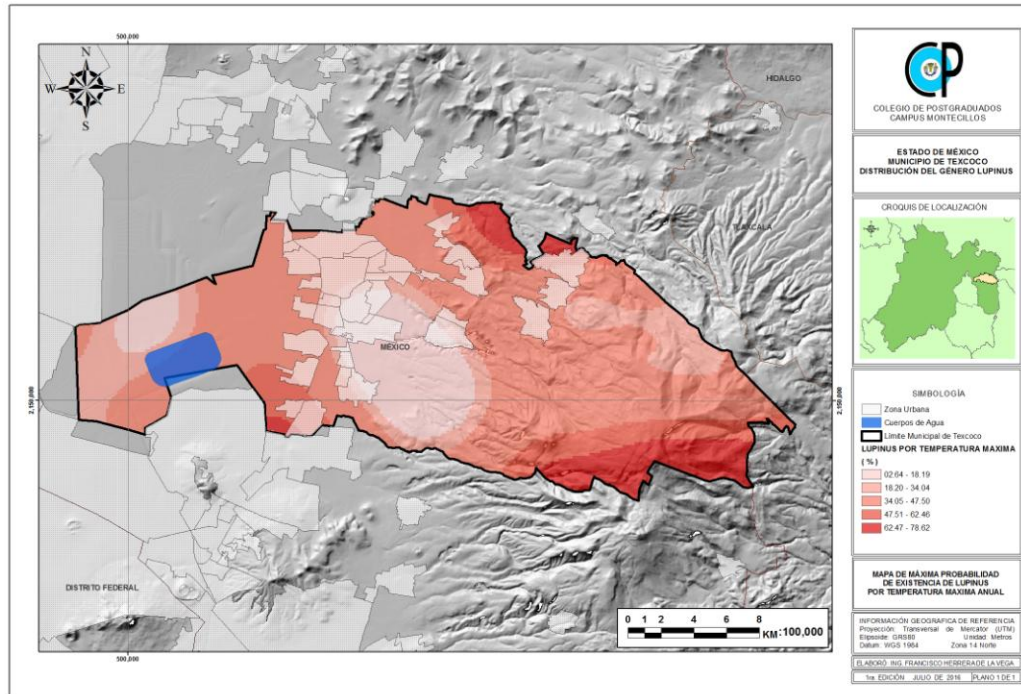 500,000
N
W E
S
HIDALGO
TLAXCALA
MÉXICO
2,150,000
2,150,000
DISTRITO FEDERAL
0 1 2 4 6 8
KM:100,000
500,000
CP
COLEGIO DE POSTGRADUADOS
CAMPUS MONTECILLOS
ESTADO DE MÉXICO
MUNICIPIO DE TEXCOCO
DISTRIBUCIÓN DEL GÉNERO LUPINUS
CROQUIS DE LOCALIZACIÓN
SIMBOLOGÍA
Zona Urbana
Cuerpos de Agua
Límite Municipal de Texcoco
LUPINUS POR TEMPERATURA MAXIMA
(%)
02.64 - 18.19
18.20 - 34.04
34.05 - 47.50
47.51 - 62.46
62.47 - 78.62
MAPA DE MÁXIMA PROBABILIDAD
DE EXISTENCIA DE LUPINUS
POR TEMPERATURA MAXIMA ANUAL
INFORMACIÓN GEOGRAFICA DE REFERENCIA
Proyección Transversal de Mercator (UTM)
Elipsoide GRS80 Unidad Metros
Datum WGS 1984 Zona 14 Norte
ELABORÓ: ING. FRANCISCO HERRERA DE LA VEGA
1ra. EDICIÓN JULIO DE 2016 PLANO 1 DE 1